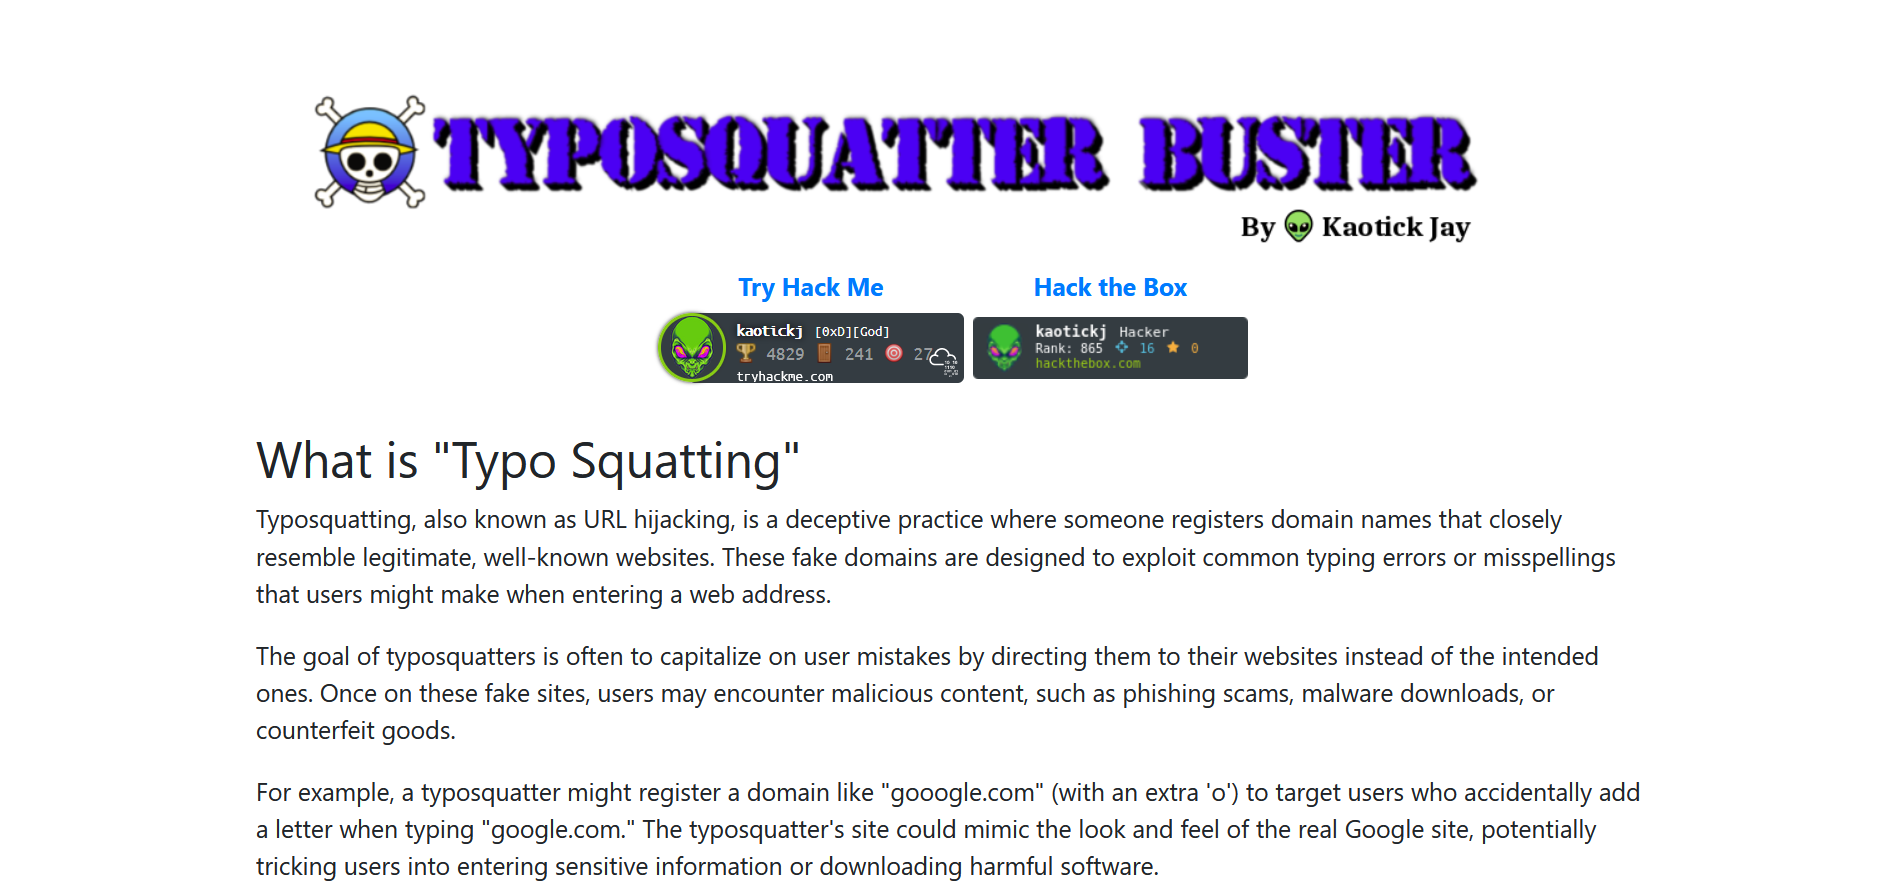 TYPOSQUATTER BUSTER
By Kaotick Jay
Try Hack Me
Hack the Box
kaotickj [0xD][God]
4829 241 27
tryhackme.com
kaotickj Hacker
Rank: 865 16 0
hackthebox.com
What is "Typo Squatting"
Typosquatting, also known as URL hijacking, is a deceptive practice where someone registers domain names that closely
resemble legitimate, well-known websites. These fake domains are designed to exploit common typing errors or misspellings
that users might make when entering a web address.
The goal of typosquatters is often to capitalize on user mistakes by directing them to their websites instead of the intended
ones. Once on these fake sites, users may encounter malicious content, such as phishing scams, malware downloads, or
counterfeit goods.
For example, a typosquatter might register a domain like "gooogle.com" (with an extra 'o') to target users who accidentally add
a letter when typing "google.com." The typosquatter's site could mimic the look and feel of the real Google site, potentially
tricking users into entering sensitive information or downloading harmful software.